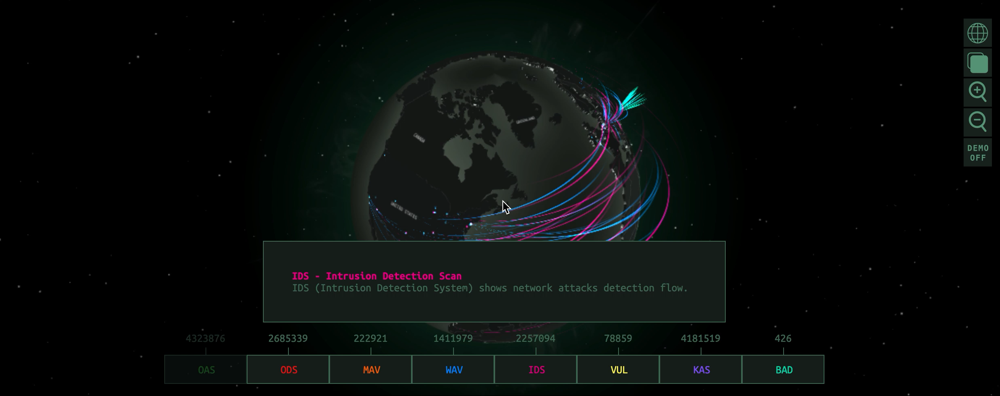 GREENLAND
CANADA
UNITED STATES
DEMO
OFF
IDS - Intrusion Detection Scan
IDS (Intrusion Detection System) shows network attacks detection flow.
4323876 2685339 222921 1411979 2257094 78859 4181519 426
OAS ODS MAV WAV IDS VUL KAS BAD